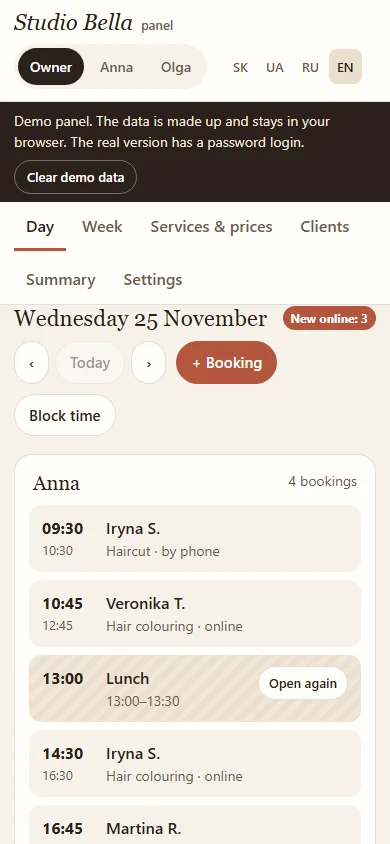 Studio Bella panel
Owner Anna Olga SK UA RU EN
Demo panel. The data is made up and stays in your
browser. The real version has a password login.
Clear demo data
Day Week Services & prices Clients
Summary Settings
Wednesday 25 November New online: 3
‹ Today › + Booking
Block time
Anna 4 bookings
09:30 Iryna S.
10:30 Haircut · by phone
10:45 Veronika T.
12:45 Hair colouring · online
13:00 Lunch Open again
13:00–13:30
14:30 Iryna S.
16:30 Hair colouring · online
16:45 Martina R.